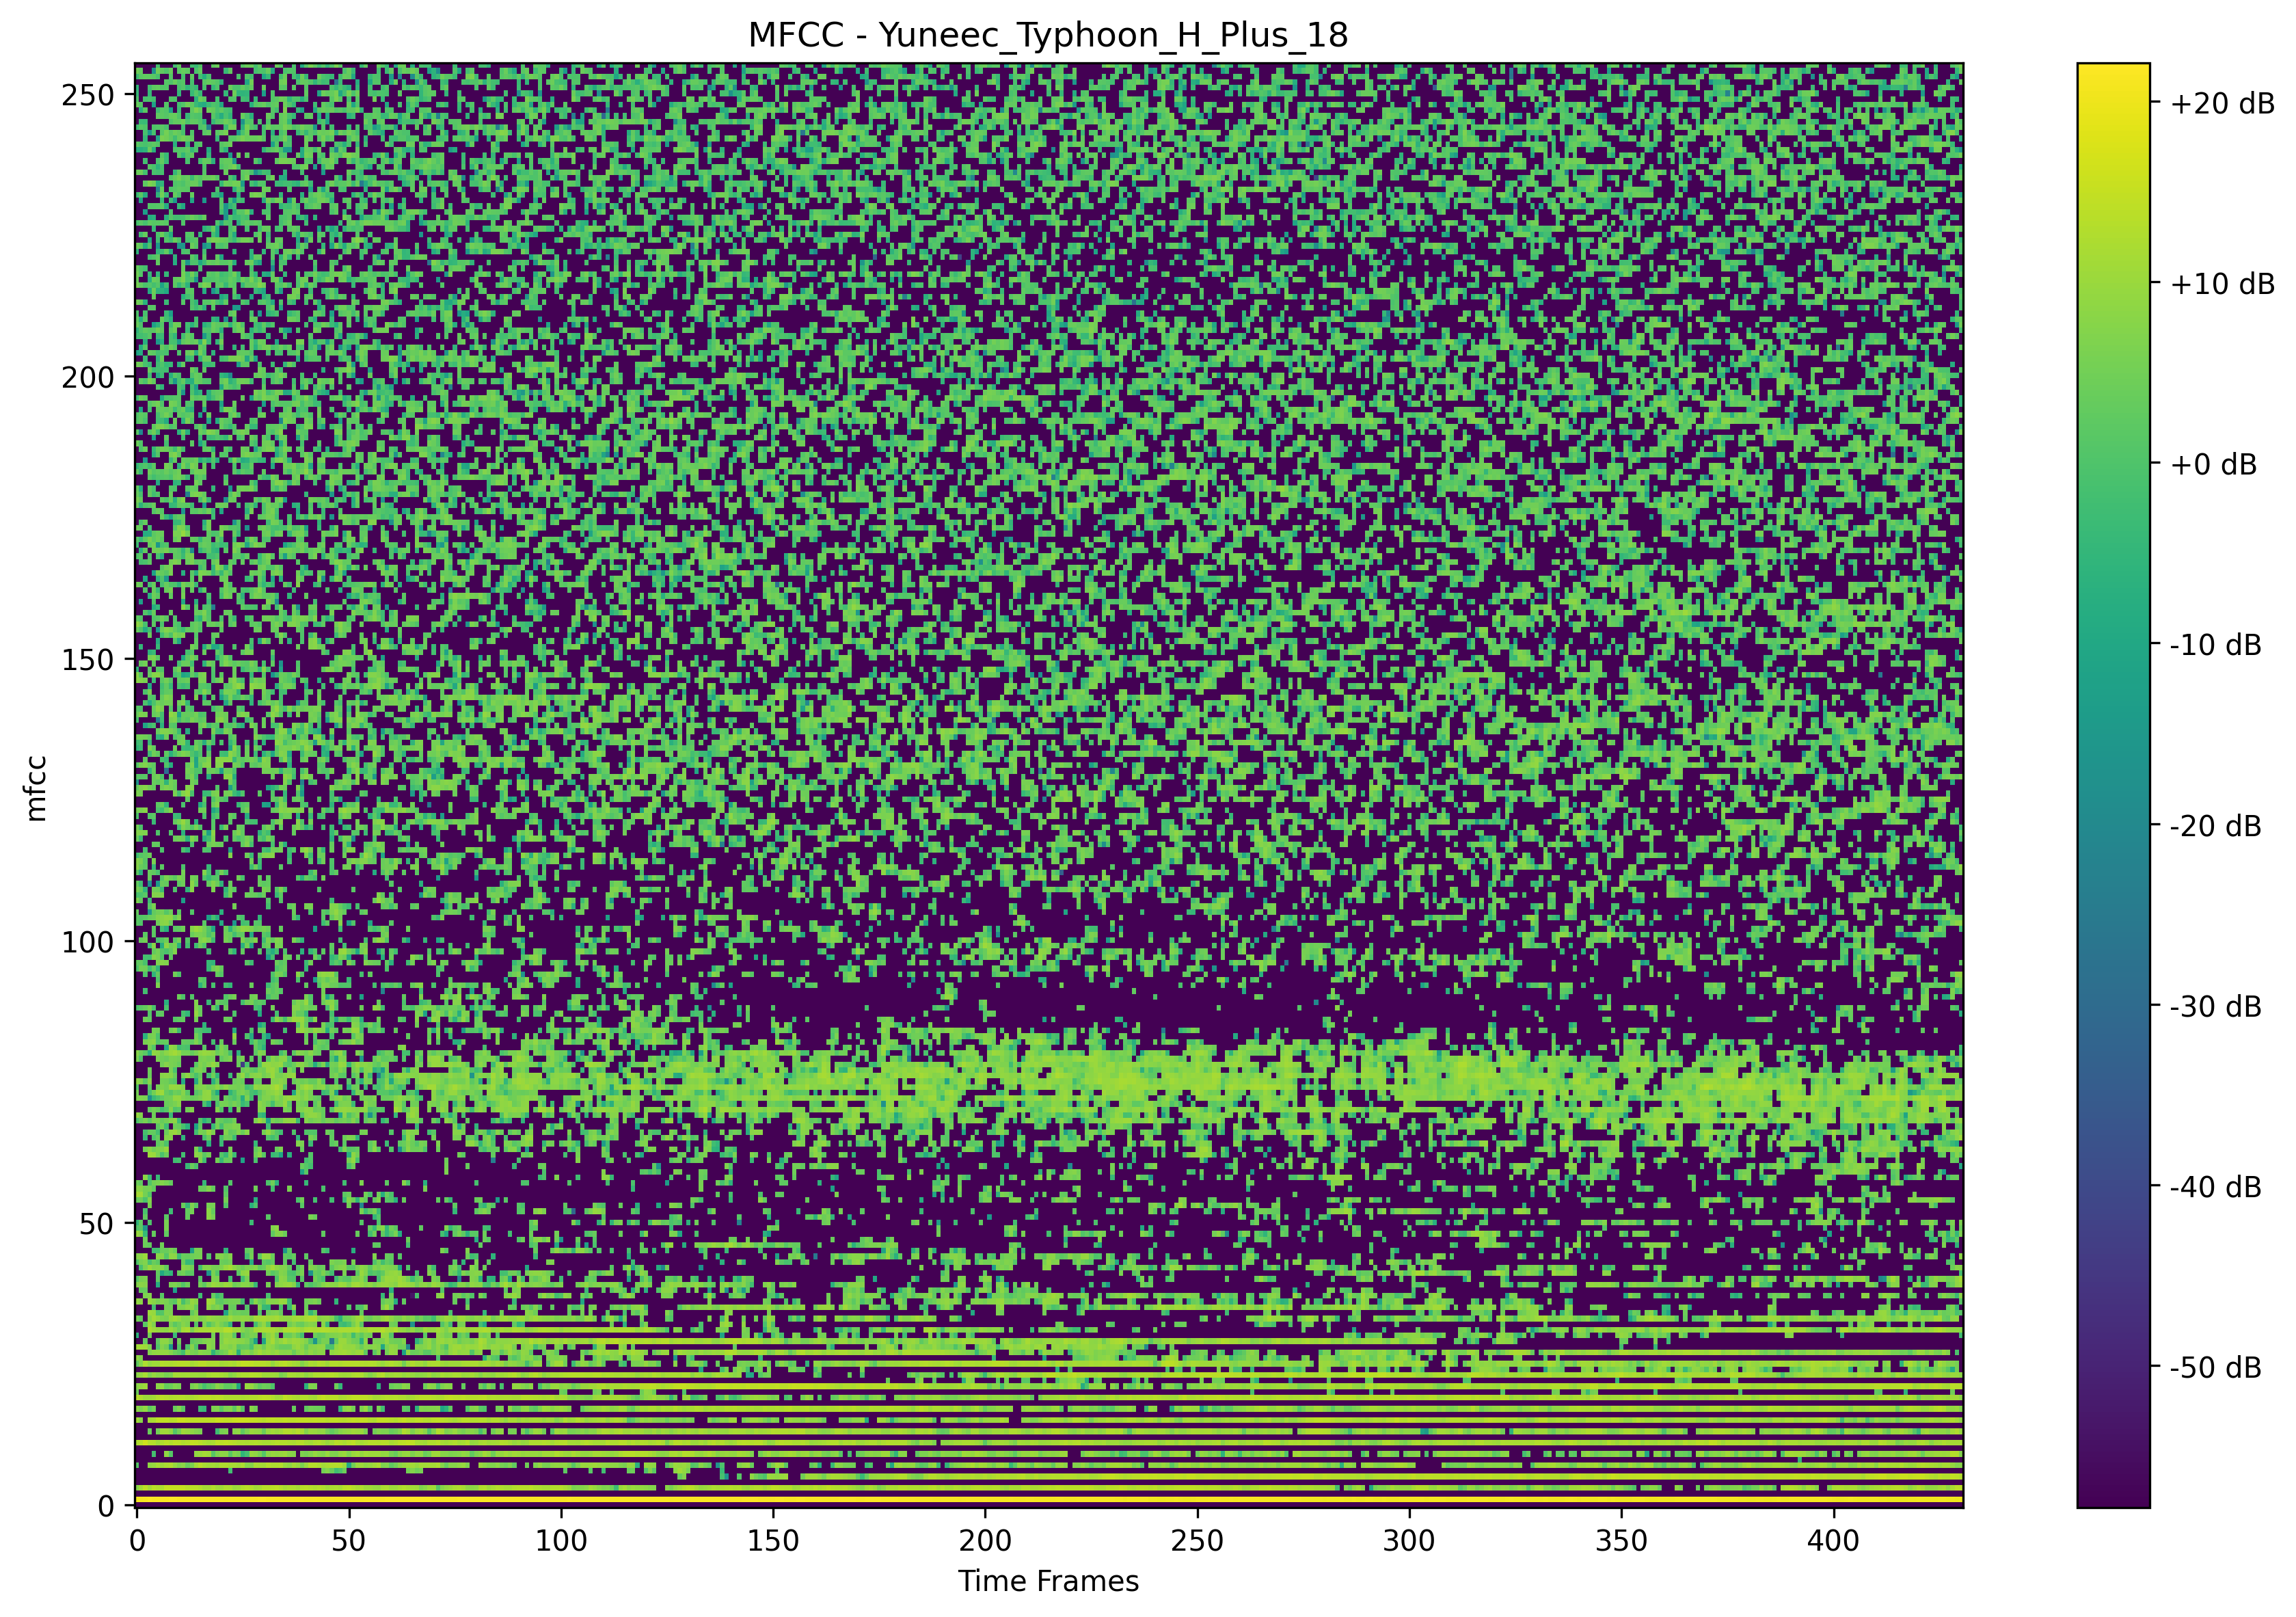 MFCC - Yuneec_Typhoon_H_Plus_18
250
200
150
100
50
0
mfcc
0 50 100 150 200 250 300 350 400
Time Frames
+20 dB
+10 dB
+0 dB
-10 dB
-20 dB
-30 dB
-40 dB
-50 dB